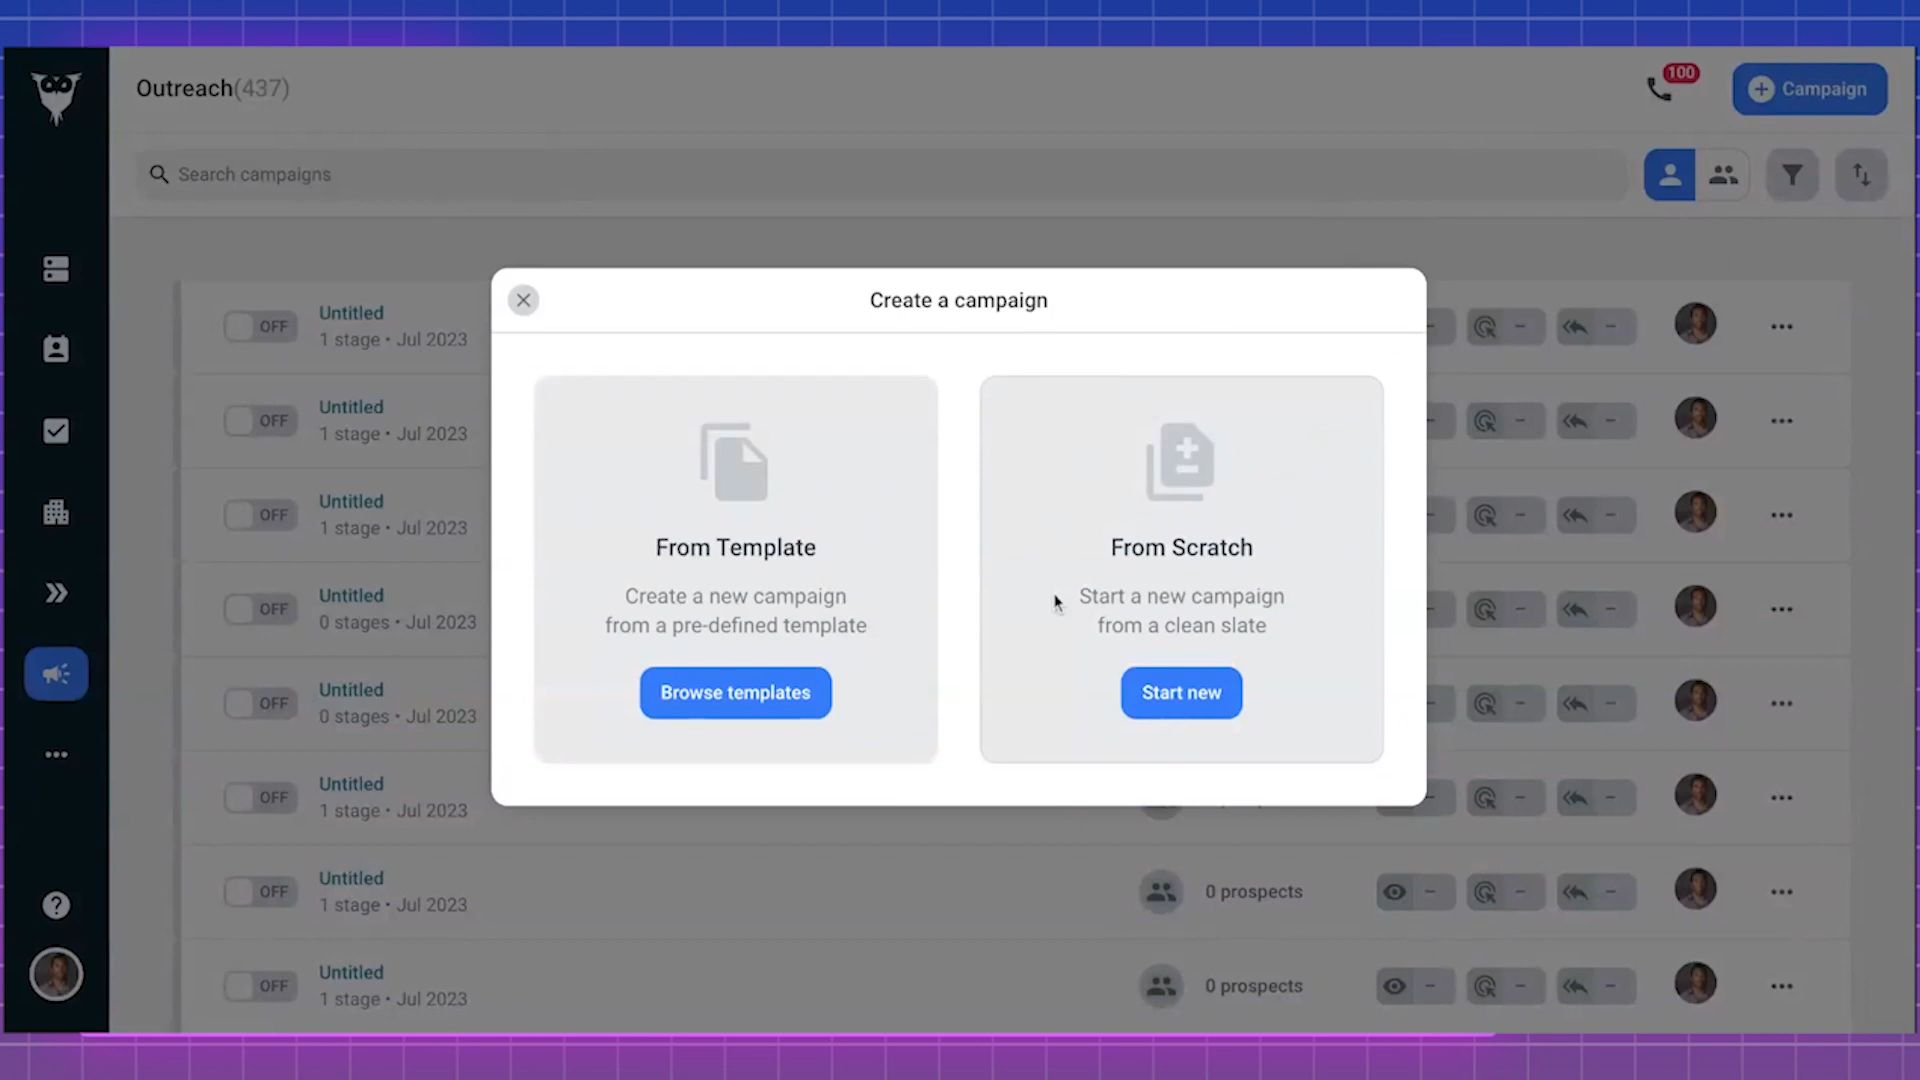 Outreach(437)
100
Campaign
Search campaigns
Create a campaign
OFF
Untitled
1 stage • Jul 2023
OFF
Untitled
1 stage • Jul 2023
OFF
Untitled
1 stage • Jul 2023
OFF
Untitled
0 stages • Jul 2023
OFF
Untitled
0 stages • Jul 2023
OFF
Untitled
1 stage • Jul 2023
From Template
Create a new campaign
from a pre-defined template
Browse templates
From Scratch
Start a new campaign
from a clean slate
Start new
OFF
Untitled
1 stage • Jul 2023
0 prospects
OFF
Untitled
1 stage • Jul 2023
0 prospects